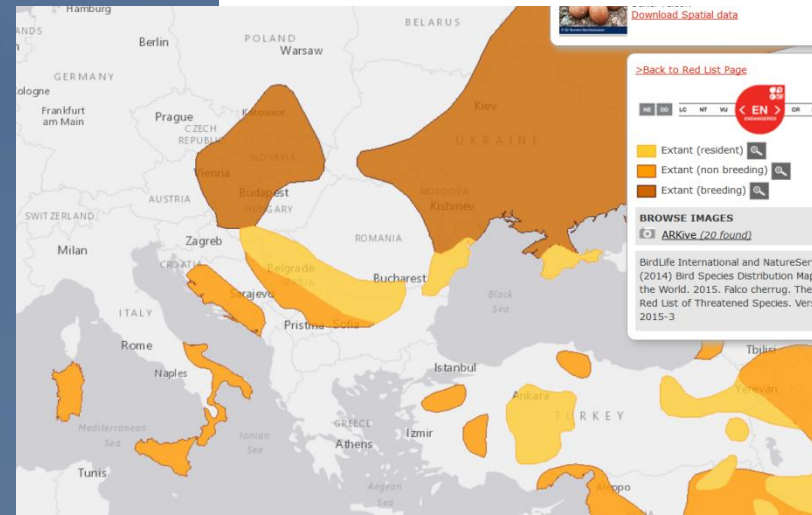 Hamburg
BELARUS
Download Spatial data
Berlin
POLAND
Warsaw
GERMANY
Frankfurt
am Main
Prague
CZECH
Katowice
Kiev
UKRAINE
>Back to Red List Page
NE DD LC NT VU < EN > CR
ENDANGERED
Extant (resident)
Extant (non breeding)
Extant (breeding)
SLOVAKIA
Vienna
Budapest
HUNGARY
MOLDOVA
Kishinev
AUSTRIA
SWITZERLAND
Milan
Zagreb
CROATIA
ROMANIA
Belgrade
Sarajevo
Bucharest
Black
Sea
BROWSE IMAGES
ARKive (20 found)
BirdLife International and NatureSer
(2014) Bird Species Distribution Map
the World. 2015. Falco cherrug. The
Red List of Threatened Species. Vers
2015-3
ITALY
Pristina
Sofia
Rome
Naples
Istanbul
Tbilisi
Ankara
TURKEY
Yerevan
Mediterranean
Sea
Ionian
Sea
GREECE
Athens
Izmir
Tunis
Aegean
Sea
Aleppo